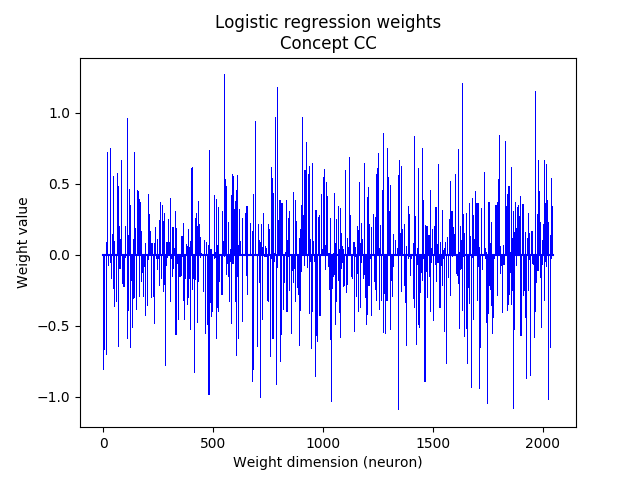 Logistic regression weights
Concept CC
Weight value
1.0
0.5
0.0
−0.5
−1.0
0
500
1000
1500
2000
Weight dimension (neuron)